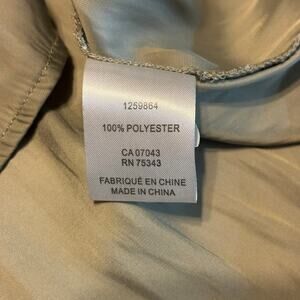 1259864
100% POLYESTER
CA 07043
RN 75343
FABRIQUÉ EN CHINE
MADE IN CHINA